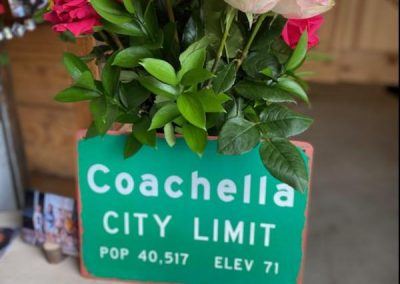 Coachella
CITY LIMIT
POP 40,517 ELEV 71